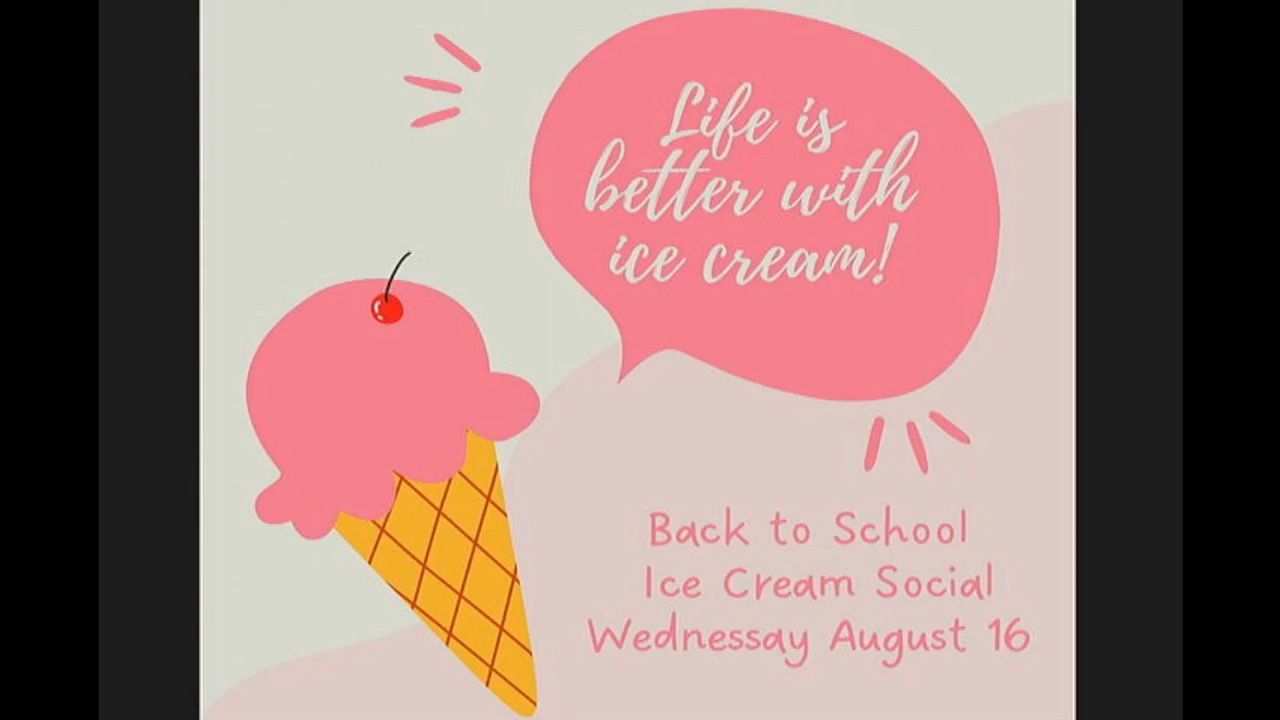 Life is
better with
ice cream!
Back to School
Ice Cream Social
Wednessay August 16